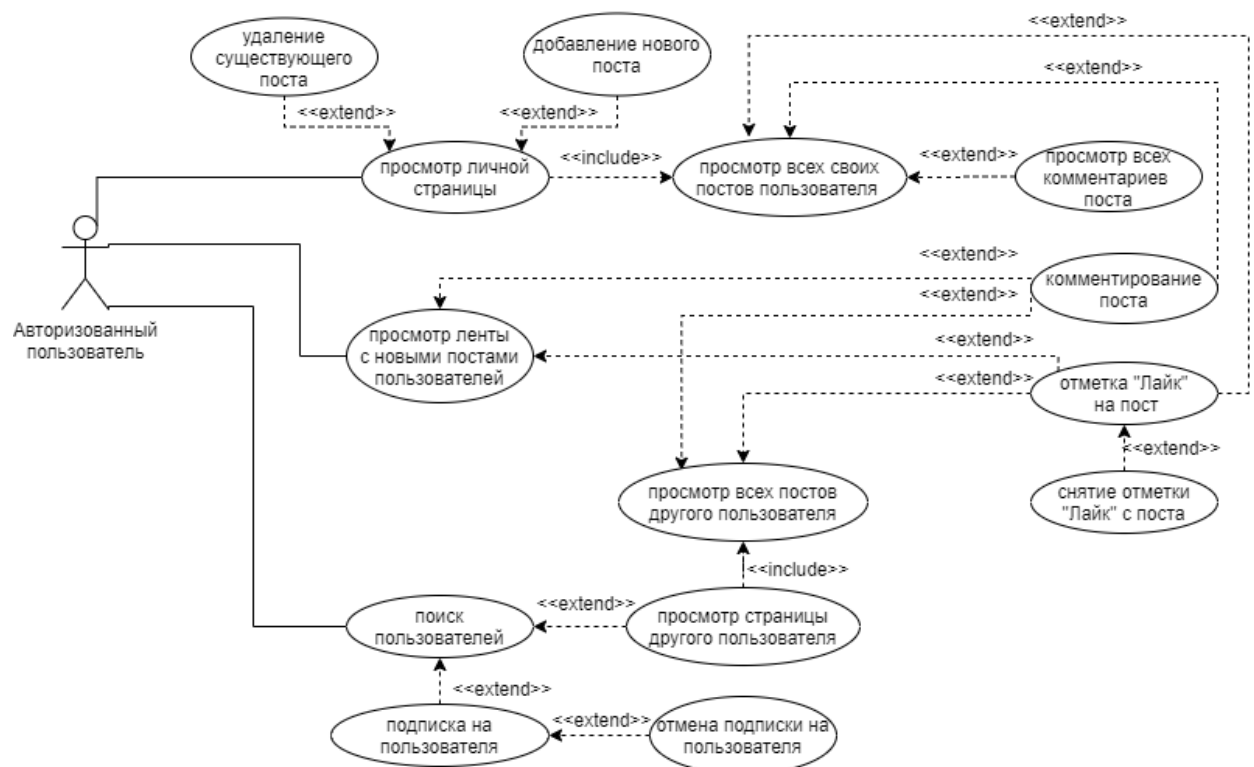 <<extend>>
удаление
существующего
поста
добавление нового
поста
<<extend>>
<<extend>>
<<extend>>
просмотр личной
страницы
<<include>>
просмотр всех своих
постов пользователя
<<extend>>
просмотр всех
комментариев
поста
Авторизованный
пользователь
<<extend>>
комментирование
поста
<<extend>>
просмотр ленты
с новыми постами
пользователей
<<extend>>
<<extend>>
отметка "Лайк"
на пост
<<extend>>
просмотр всех постов
другого пользователя
снятие отметки
"Лайк" с поста
<<include>>
поиск
пользователей
<<extend>>
просмотр страницы
другого пользователя
<<extend>>
подписка на
пользователя
<<extend>>
отмена подписки на
пользователя